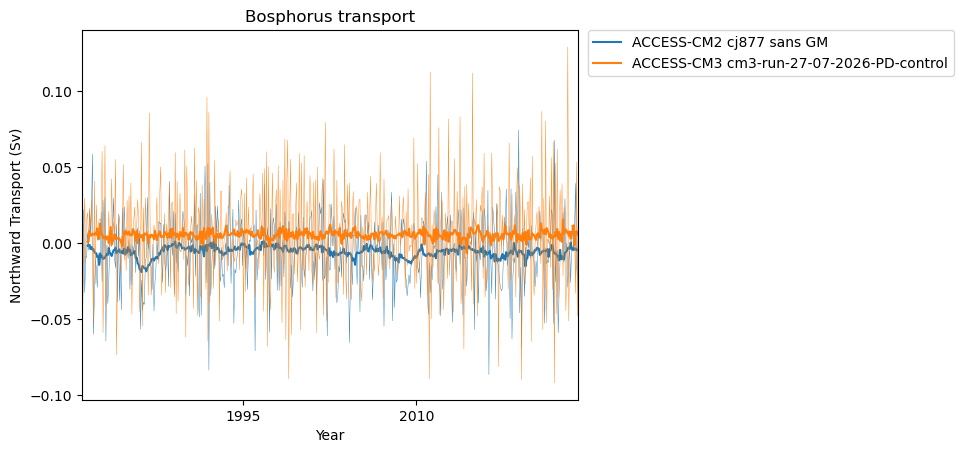 Bosphorus transport
ACCESS-CM2 cj877 sans GM
ACCESS-CM3 cm3-run-27-07-2026-PD-control
Northward Transport (Sv)
0.10
0.05
0.00
−0.05
−0.10
1995
2010
Year